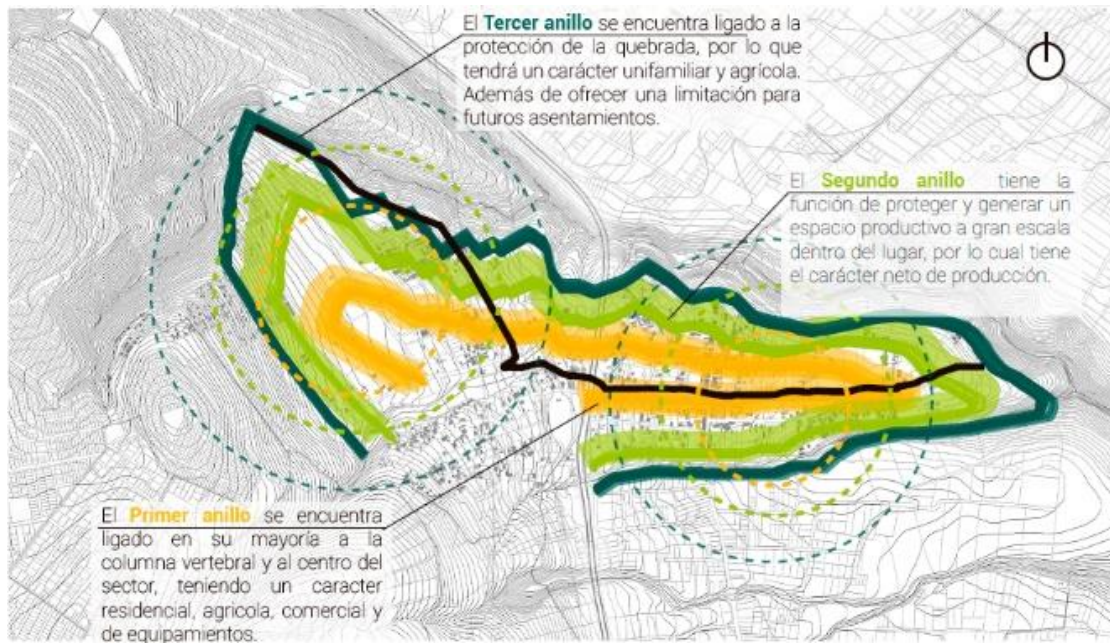 El Tercer anillo se encuentra ligado a la
protección de la quebrada, por lo que
tendrá un carácter unifamiliar y agrícola.
Además de ofrecer una limitación para
futuros asentamientos.
El Segundo anillo tiene la
función de proteger y generar un
espacio productivo a gran escala
dentro del lugar, por lo cual tiene
el carácter neto de producción.
El Primer anillo se encuentra
ligado en su mayoría a la
columna vertebral y al centro del
sector, teniendo un caracter
residencial, agricola, comercial y
de equipamientos.